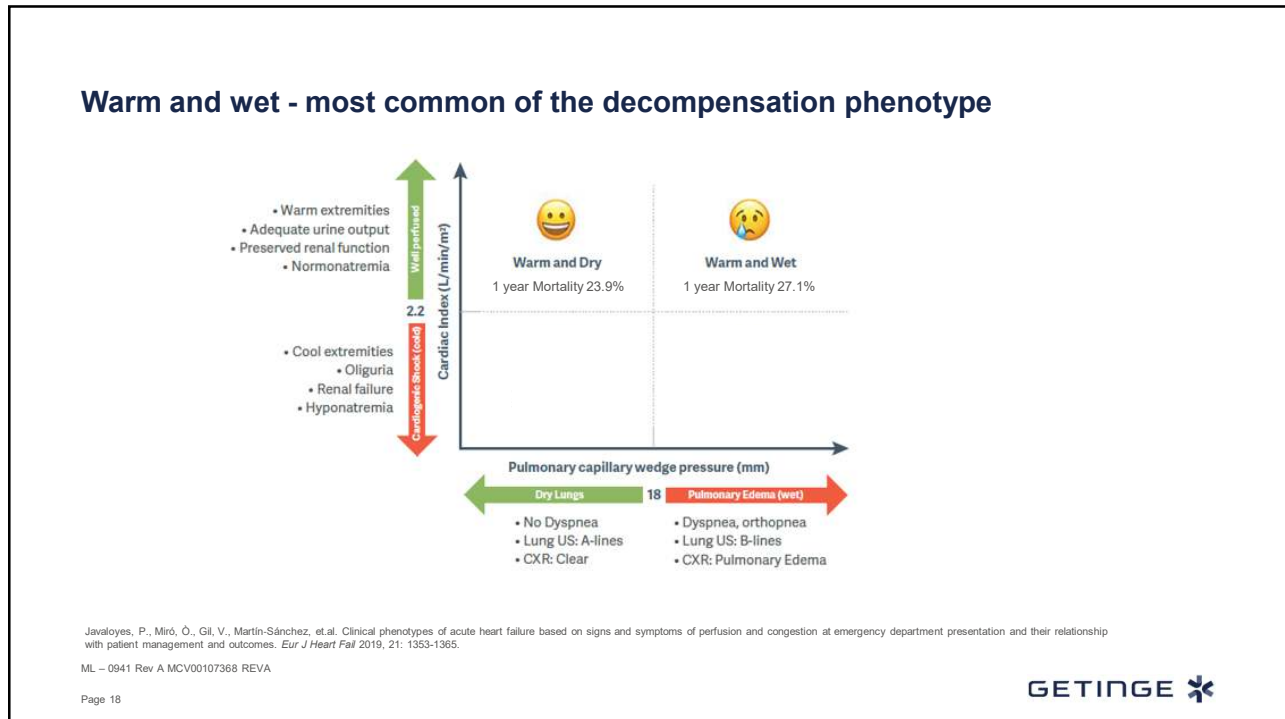 Warm and wet - most common of the decompensation phenotype
• Warm extremities
• Adequate urine output
• Preserved renal function
• Normonatremia
Well perfused
2.2
• Cool extremities
• Oliguria
• Renal failure
• Hyponatremia
Cardiogenic Shock (cold)
Cardiac Index (L/min/m²)
Warm and Dry
1 year Mortality 23.9%
Warm and Wet
1 year Mortality 27.1%
Pulmonary capillary wedge pressure (mm)
Dry Lungs
18
Pulmonary Edema (wet)
• No Dyspnea
• Lung US: A-lines
• CXR: Clear
• Dyspnea, orthopnea
• Lung US: B-lines
• CXR: Pulmonary Edema
Javaloyes, P., Miró, Ò., Gil, V., Martín-Sánchez, et.al. Clinical phenotypes of acute heart failure based on signs and symptoms of perfusion and congestion at emergency department presentation and their relationship
with patient management and outcomes. Eur J Heart Fail 2019, 21: 1353-1365.
ML – 0941 Rev A MCV00107368 REVA
Page 18
GETINGE